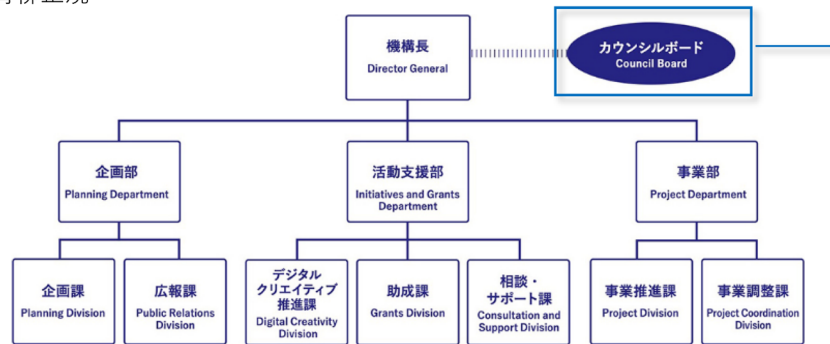 機構長
Director General
カウンシルボード
Council Board
企画部
Planning Department
活動支援部
Initiatives and Grants
Department
事業部
Project Department
企画課
Planning Division
広報課
Public Relations
Division
デジタル
クリエイティブ
推進課
Digital Creativity
Division
助成課
Grants Division
相談・
サポート課
Consultation and
Support Division
事業推進課
Project Division
事業調整課
Project Coordination
Division